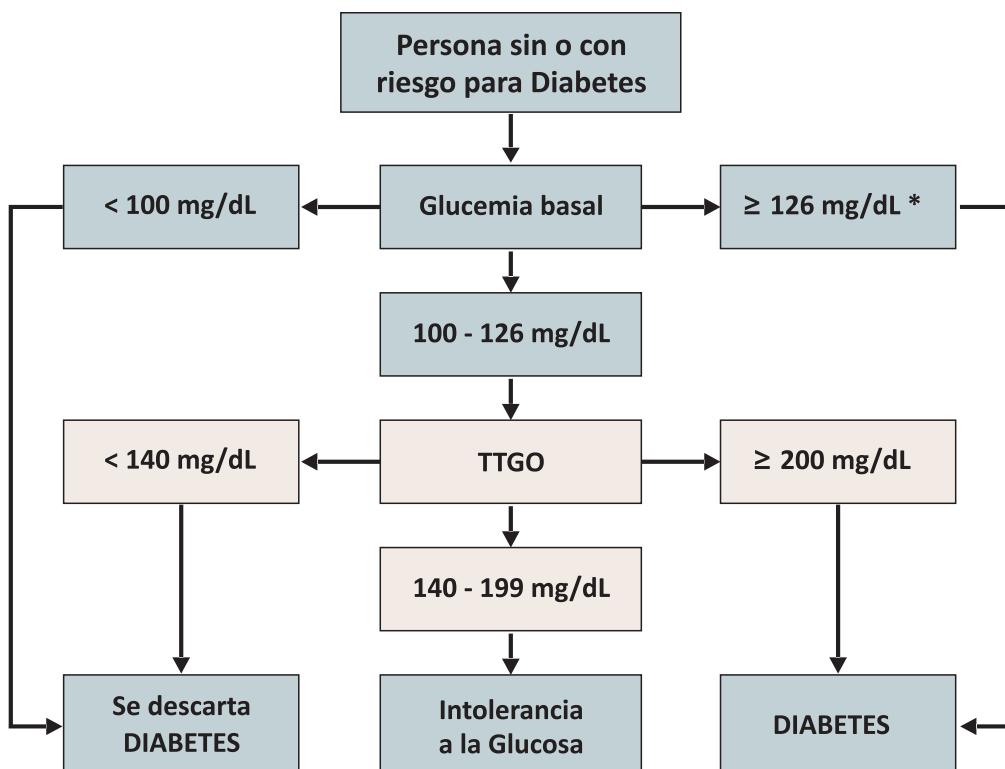 Persona sin o con
riesgo para Diabetes
< 100 mg/dL
Glucemia basal
≥ 126 mg/dL *
100 - 126 mg/dL
< 140 mg/dL
TTGO
≥ 200 mg/dL
140 - 199 mg/dL
Se descarta
DIABETES
Intolerancia
a la Glucosa
DIABETES